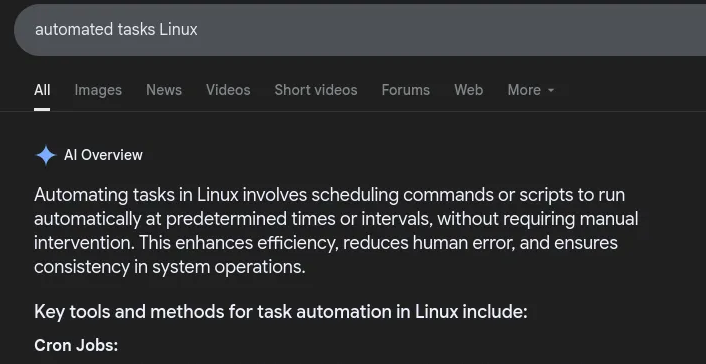 automated tasks Linux
All Images News Videos Short videos Forums Web More
AI Overview
Automating tasks in Linux involves scheduling commands or scripts to run
automatically at predetermined times or intervals, without requiring manual
intervention. This enhances efficiency, reduces human error, and ensures
consistency in system operations.
Key tools and methods for task automation in Linux include:
Cron Jobs: